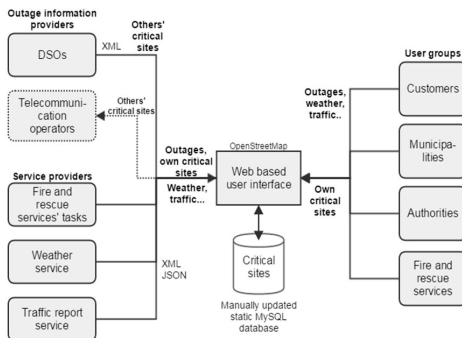 Outage information
providers
DSOs
XML
Others'
critical
sites
Telecommuni-
cation
operators
Others'
critical sites
Service providers
Fire and
rescue
services' tasks
Weather
service
Traffic report
service
XML
JSON
Outages,
own critical
sites
Weather,
traffic...
OpenStreetMap
Web based
user interface
Critical
sites
Manually updated
static MySQL
database
Outages,
weather,
traffic..
Own
critical
sites
User groups
Customers
Municipa-
lities
Authorities
Fire and
rescue
services